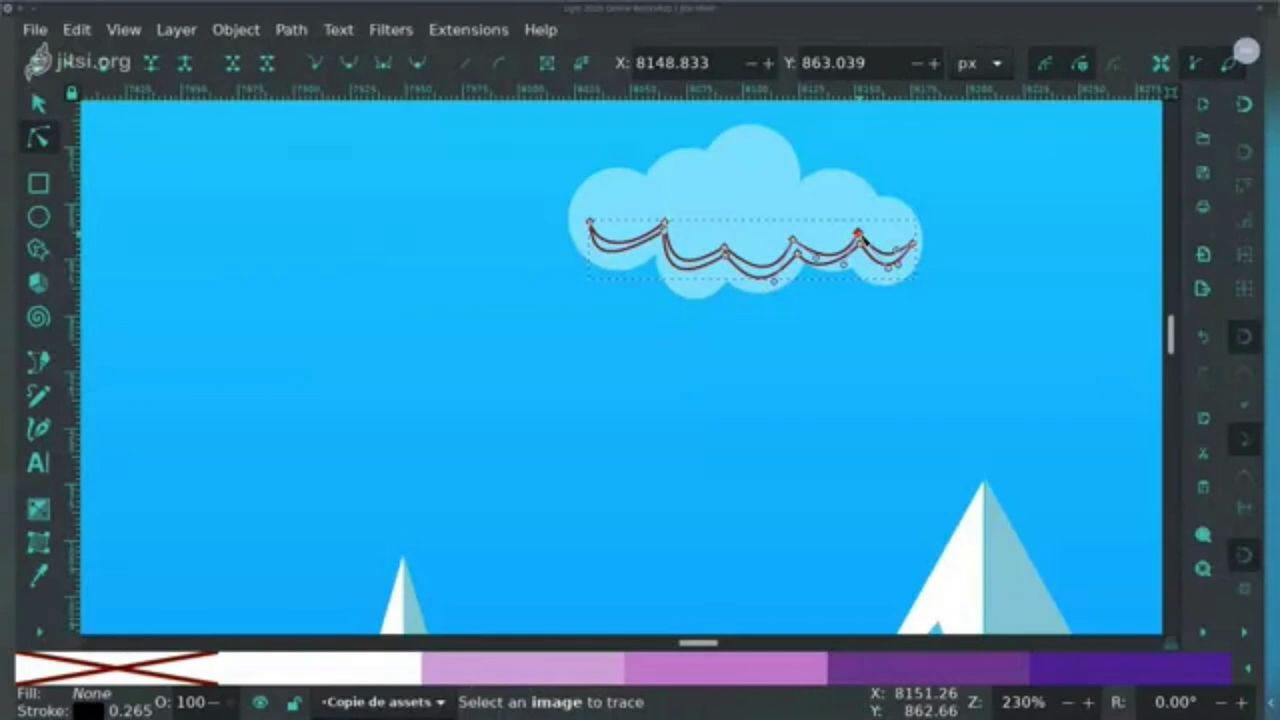 File Edit View Layer Object Path Text Filters Extensions Help
jitsi.org
X: 8148.833 − + Y: 863.039 − + px
A
Fill: None
Stroke: 0.265 O: 100 − •Copie de assets Select an image to trace X: 8151.26 Z: 230% − + R: 0.00° − +
Y: 862.66